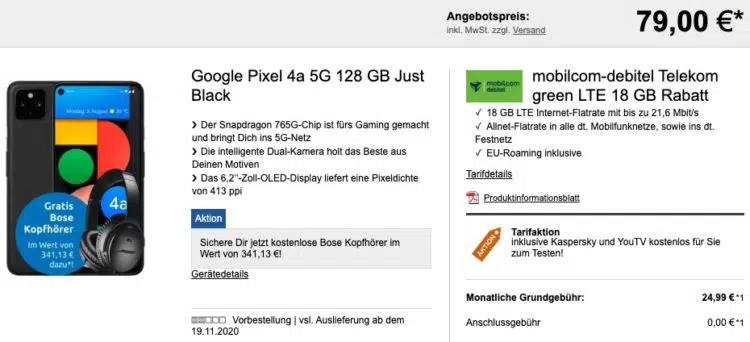 Angebotspreis:
79,00 €*
inkl. MwSt. zzgl. Versand
Google Pixel 4a 5G 128 GB Just
Black
❯ Der Snapdragon 765G-Chip ist fürs Gaming gemacht
und bringt Dich ins 5G-Netz
❯ Die intelligente Dual-Kamera holt das Beste aus
Deinen Motiven
❯ Das 6,2"-Zoll-OLED-Display liefert eine Pixeldichte
von 413 ppi
Aktion
Sichere Dir jetzt kostenlose Bose Kopfhörer im
Wert von 341,13 €!
Gerätedetails
Vorbestellung | vsl. Auslieferung ab dem
19.11.2020
4a
Gratis
Bose
Kopfhörer
Im Wert von
341,13 €
dazu*!
mobilcom
debitel
mobilcom-debitel Telekom
green LTE 18 GB Rabatt
✓ 18 GB LTE Internet-Flatrate mit bis zu 21,6 Mbit/s
✓ Allnet-Flatrate in alle dt. Mobilfunknetze, sowie ins dt.
Festnetz
✓ EU-Roaming inklusive
Tarifdetails
Produktinformationsblatt
AKTION
Tarifaktion
inklusive Kaspersky und YouTV kostenlos für Sie
zum Testen!
Monatliche Grundgebühr: 24,99 €*1
Anschlussgebühr 0,00 €*1